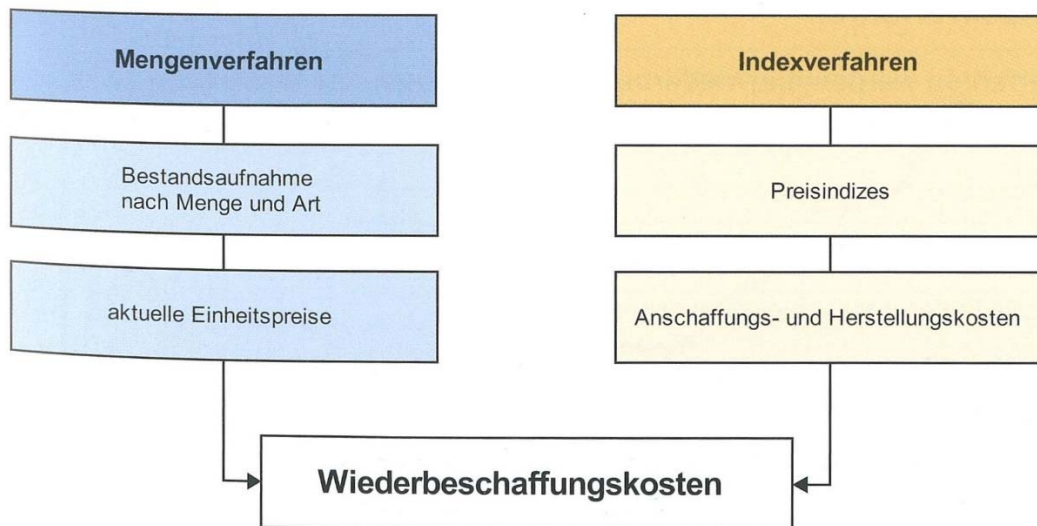 Mengenverfahren
Bestandsaufnahme
nach Menge und Art
aktuelle Einheitspreise
Indexverfahren
Preisindizes
Anschaffungs- und Herstellungskosten
Wiederbeschaffungskosten